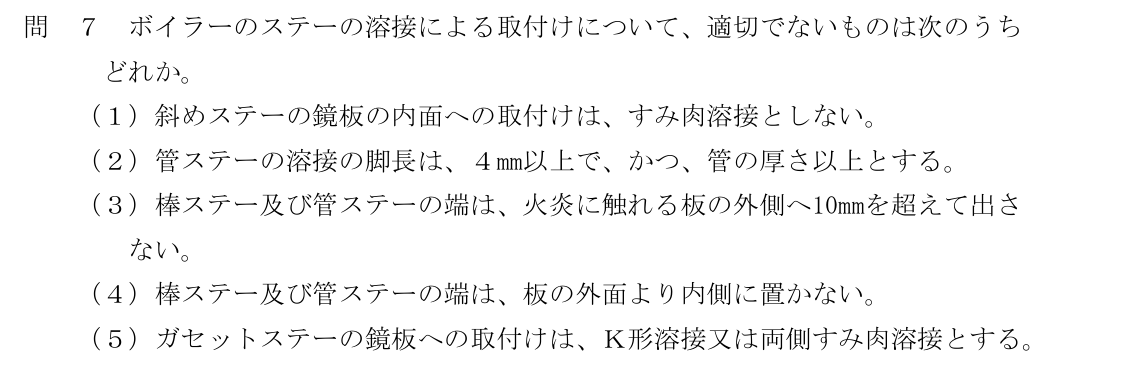 問　７　ボイラーのステーの溶接による取付けについて、適切でないものは次のうち
どれか。
（１）斜めステーの鏡板の内面への取付けは、すみ肉溶接としない。
（２）管ステーの溶接の脚長は、４㎜以上で、かつ、管の厚さ以上とする。
（３）棒ステー及び管ステーの端は、火炎に触れる板の外側へ10㎜を超えて出さ
ない。
（４）棒ステー及び管ステーの端は、板の外面より内側に置かない。
（５）ガセットステーの鏡板への取付けは、Ｋ形溶接又は両側すみ肉溶接とする。